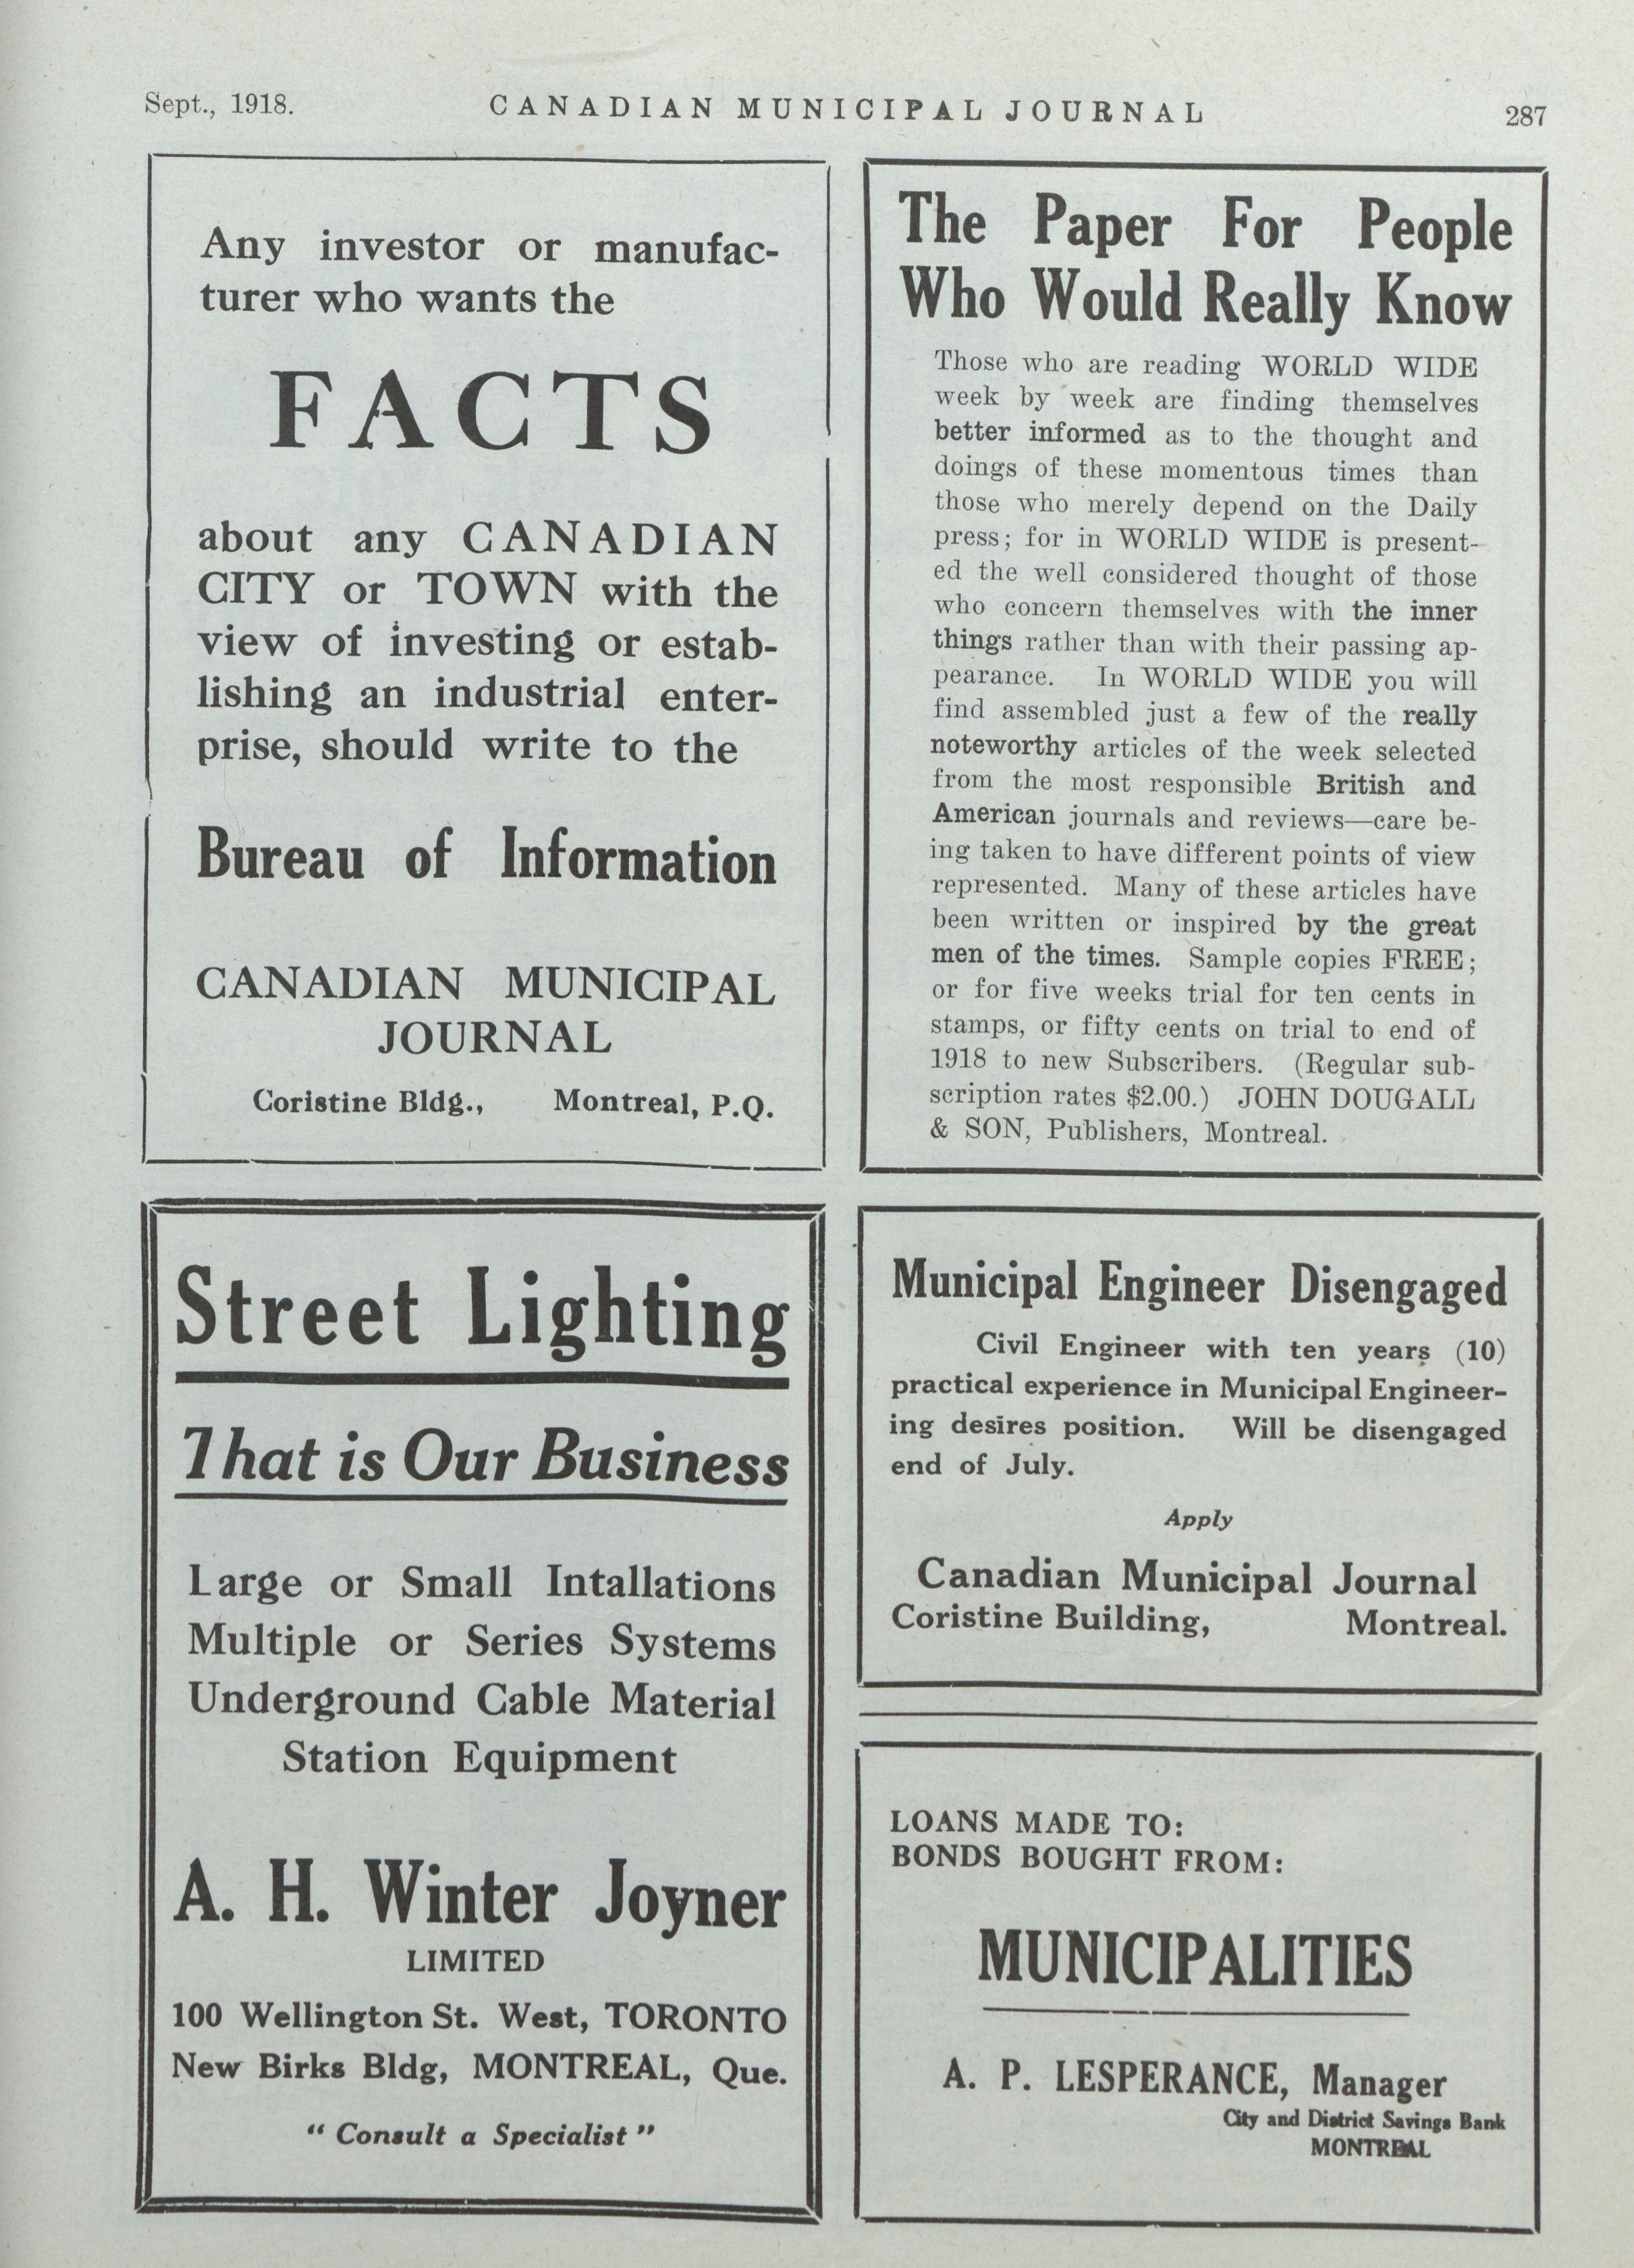 Sept., 1918.
CANADIAN MUNICIPAL JOURNAL
287
Any investor or manufac-
turer who wants the
FACTS
about any CANADIAN
CITY or TOWN with the
view of investing or estab-
lishing an industrial enter-
prise, should write to the
Bureau of Information
CANADIAN MUNICIPAL
JOURNAL
Coristine Bldg., Montreal, P.Q.
The Paper For People
Who Would Really Know
Those who are reading WORLD WIDE
week by week are finding themselves
better informed as to the thought and
doings of these momentous times than
those who merely depend on the Daily
press; for in WORLD WIDE is present-
ed the well considered thought of those
who concern themselves with the inner
things rather than with their passing ap-
pearance. In WORLD WIDE you will
find assembled just a few of the really
noteworthy articles of the week selected
from the most responsible British and
American journals and reviews—care be-
ing taken to have different points of view
represented. Many of these articles have
been written or inspired by the great
men of the times. Sample copies FREE;
or for five weeks trial for ten cents in
stamps, or fifty cents on trial to end of
1918 to new Subscribers. (Regular sub-
scription rates $2.00.) JOHN DOUGALL
& SON, Publishers, Montreal.
Street Lighting
That is Our Business
Large or Small Intallations
Multiple or Series Systems
Underground Cable Material
Station Equipment
A. H. Winter Joyner
LIMITED
100 Wellington St. West, TORONTO
New Birks Bldg, MONTREAL, Que.
"Consult a Specialist"
Municipal Engineer Disengaged
Civil Engineer with ten years (10)
practical experience in Municipal Engineer-
ing desires position. Will be disengaged
end of July.
Apply
Canadian Municipal Journal
Coristine Building, Montreal.
LOANS MADE TO:
BONDS BOUGHT FROM:
MUNICIPALITIES
A. P. LESPERANCE, Manager
City and District Savings Bank
MONTREAL